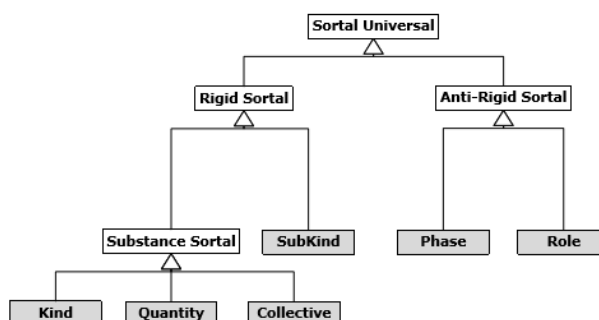 Sortal Universal
Rigid Sortal
Anti-Rigid Sortal
Substance Sortal
SubKind
Phase
Role
Kind
Quantity
Collective